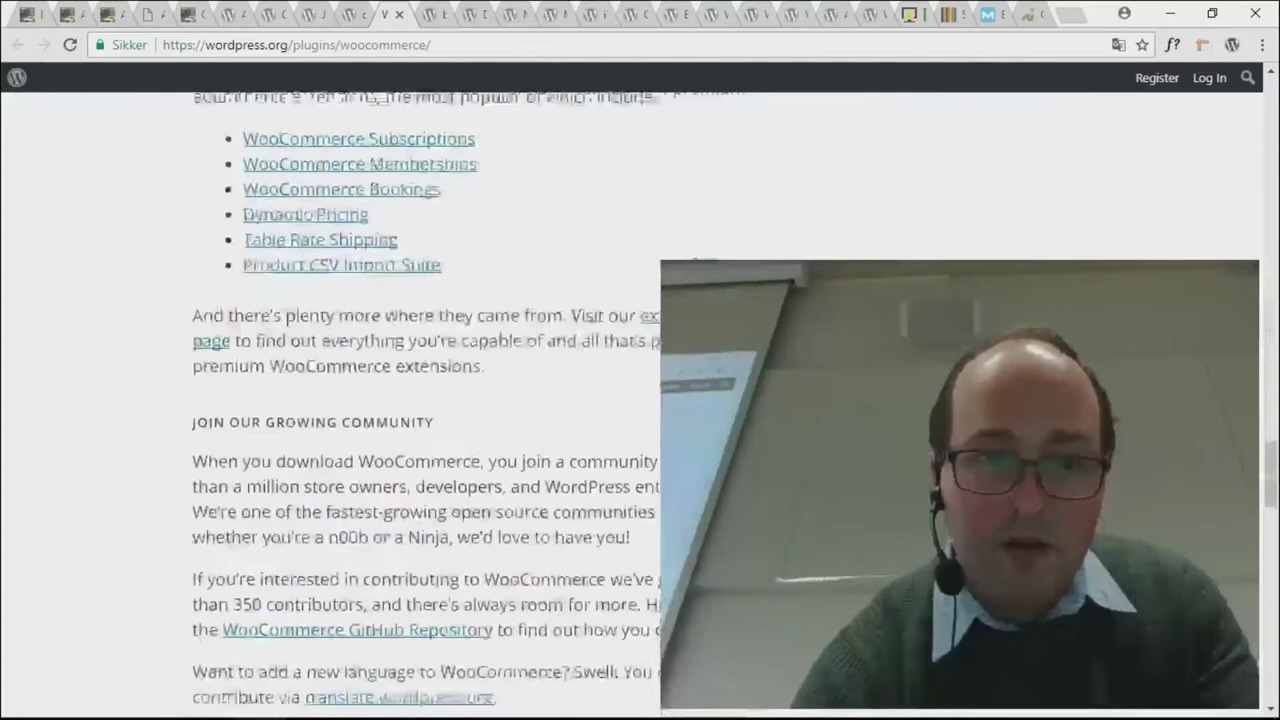 Sikker
https://wordpress.org/plugins/woocommerce/
Register Log In
WooCommerce Subscriptions
WooCommerce Memberships
WooCommerce Bookings
Dynamic Pricing
Table Rate Shipping
Product CSV Import Suite
And there's plenty more where they came from. Visit our
page to find out everything you're capable of and all that's
premium WooCommerce extensions.
JOIN OUR GROWING COMMUNITY
When you download WooCommerce, you join a community
than a million store owners, developers, and WordPress
We're one of the fastest-growing open source communities
whether you're a n00b or a Ninja, we'd love to have you!
If you're interested in contributing to WooCommerce we've
than 350 contributors, and there's always room for more.
the WooCommerce GitHub Repository to find out how you
Want to add a new language to WooCommerce? Swell. You
contribute via translate.wordpress.org.